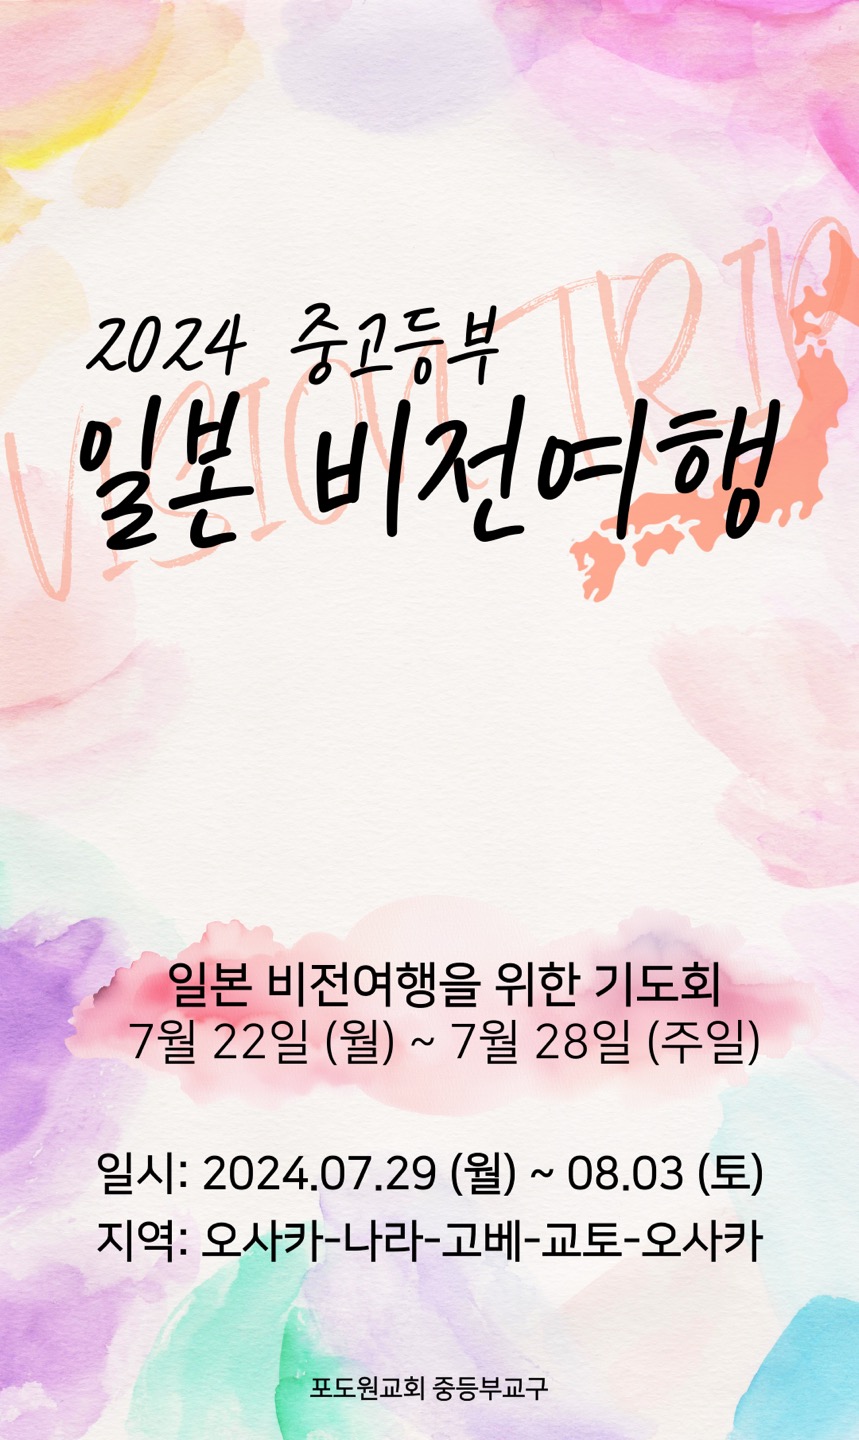 VISION TRIP
2024 중고등부
일본 비전여행
일본 비전여행을 위한 기도회
7월 22일 (월) ~ 7월 28일 (주일)
일시: 2024.07.29 (월) ~ 08.03 (토)
지역: 오사카-나라-고베-교토-오사카
포도원교회 중등부교구